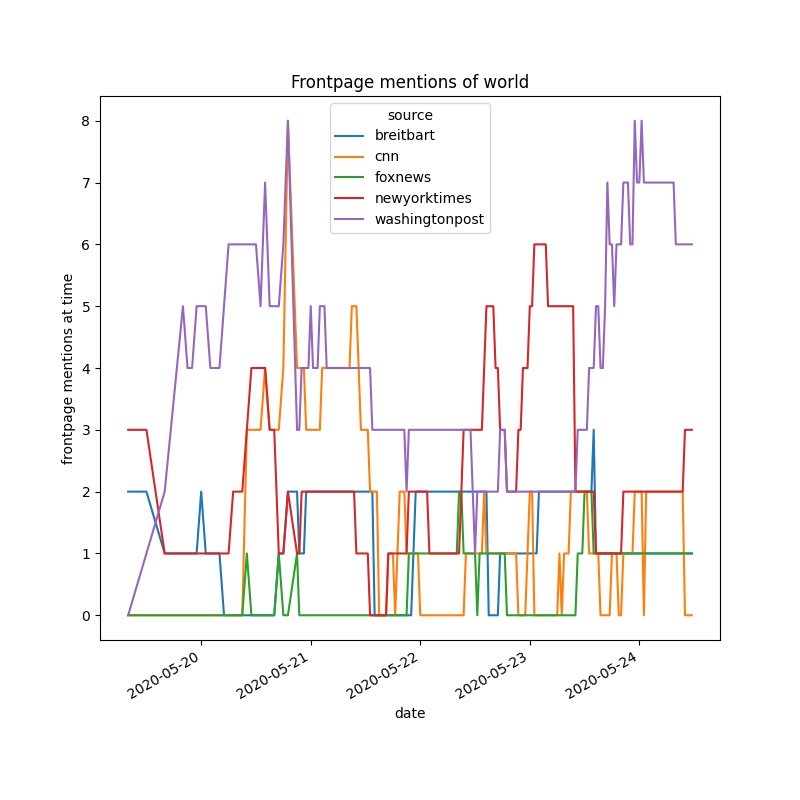 Frontpage mentions of world
source
breitbart
cnn
foxnews
newyorktimes
washingtonpost
frontpage mentions at time
8
7
6
5
4
3
2
1
0
2020-05-20
2020-05-21
2020-05-22
2020-05-23
2020-05-24
date